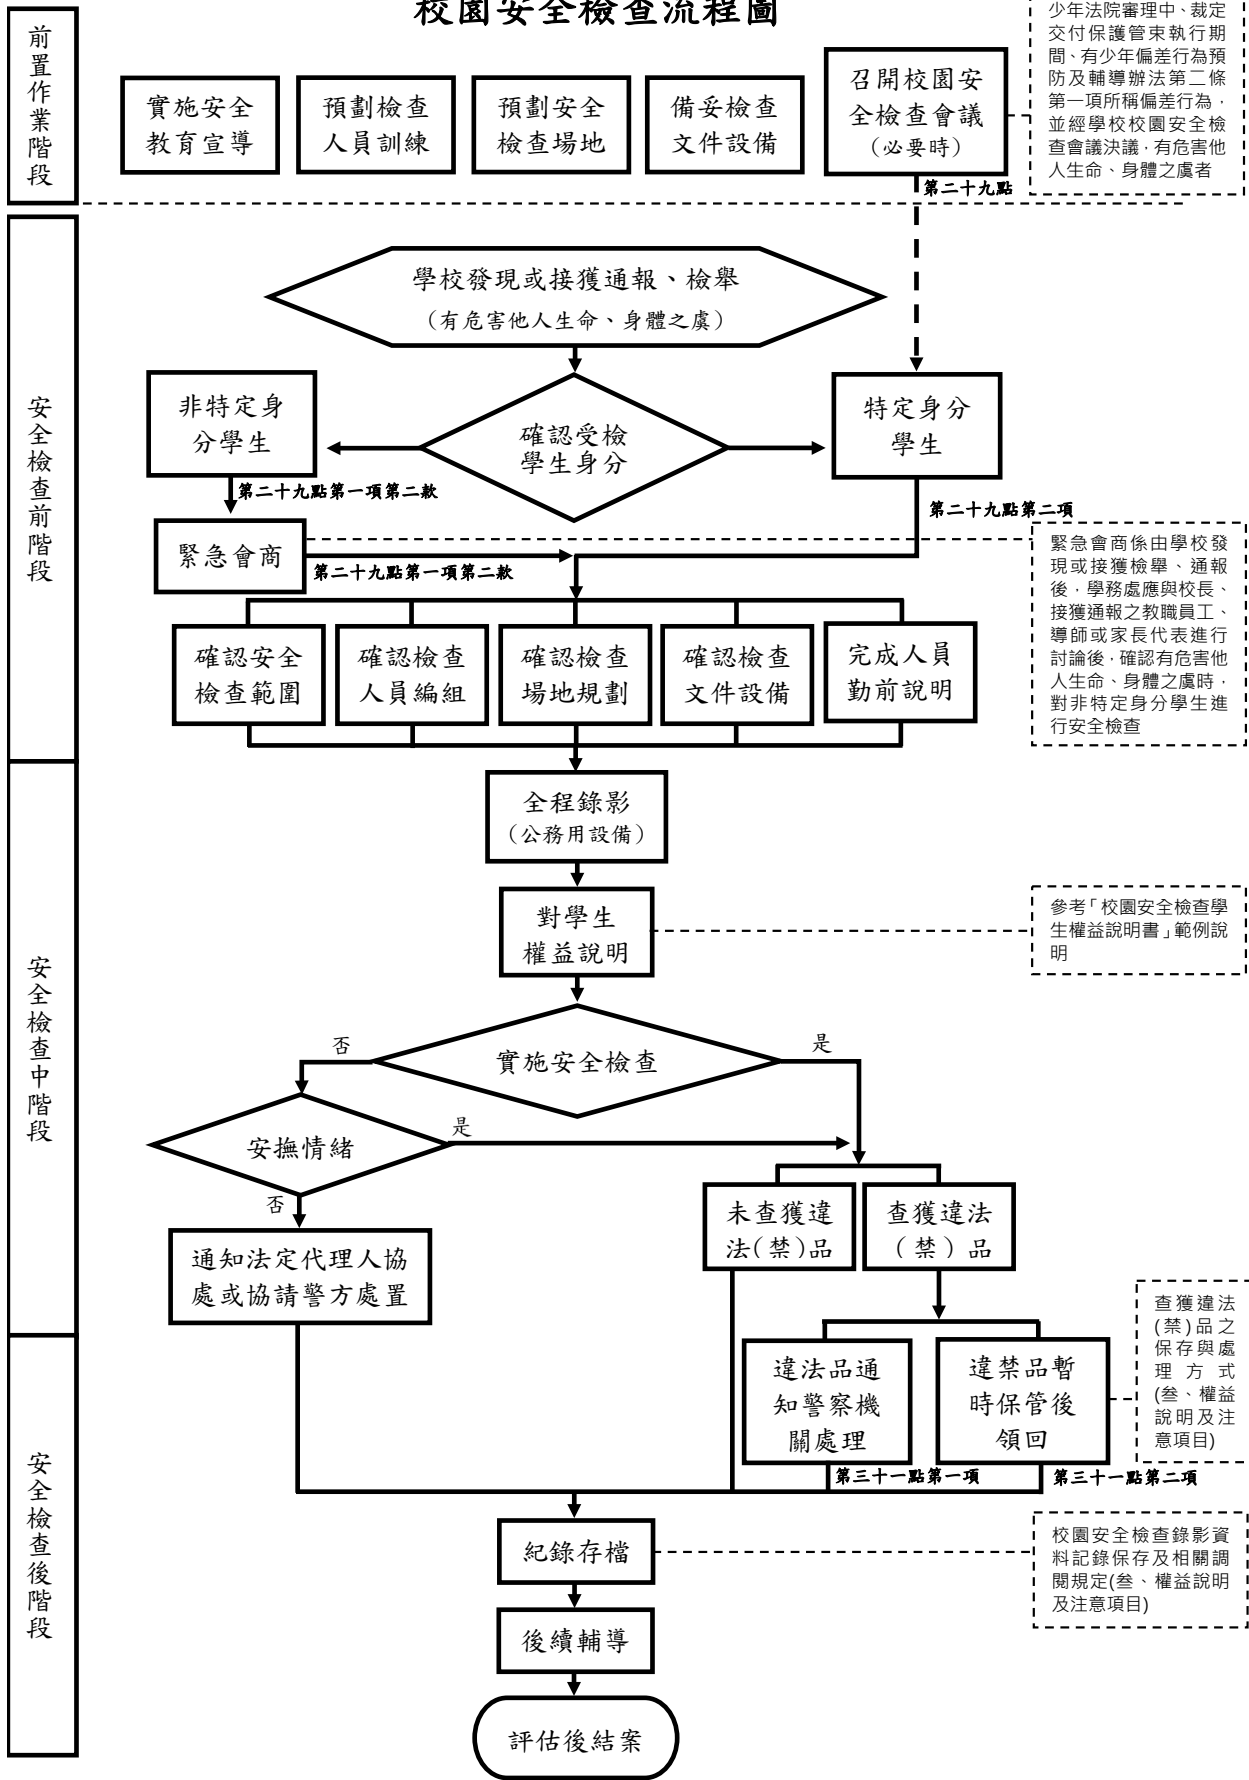 校園安全檢查流程圖
前置作業階段
實施安全
教育宣導
預劃檢查
人員訓練
預劃安全
檢查場地
備妥檢查
文件設備
召開校園安
全檢查會議
（必要時）
第二十九點
少年法院審理中、裁定
交付保護管束執行期
間、有少年偏差行為預
防及輔導辦法第二條
第一項所稱偏差行為，
並經學校校園安全檢
查會議決議，有危害他
人生命、身體之虞者
安全檢查前階段
學校發現或接獲通報、檢舉
（有危害他人生命、身體之虞）
非特定身
分學生
確認受檢
學生身分
特定身分
學生
第二十九點第一項第二款
第二十九點第二項
緊急會商
第二十九點第一項第二款
緊急會商係由學校發
現或接獲檢舉、通報
後，學務處應與校長、
接獲通報之教職員工、
導師或家長代表進行
討論後，確認有危害他
人生命、身體之虞時，
對非特定身分學生進
行安全檢查
確認安全
檢查範圍
確認檢查
人員編組
確認檢查
場地規劃
確認檢查
文件設備
完成人員
勤前說明
安全檢查中階段
全程錄影
（公務用設備）
對學生
權益說明
參考「校園安全檢查學
生權益說明書」範例說
明
實施安全檢查
否
是
安撫情緒
是
否
通知法定代理人協
處或協請警方處置
未查獲違
法(禁)品
查獲違法
（禁）品
安全檢查後階段
違法品通
知警察機
關處理
違禁品暫
時保管後
領回
查獲違法
(禁)品之
保存與處
理方式
(叁、權益
說明及注
意項目)
第三十一點第一項
第三十一點第二項
紀錄存檔
校園安全檢查錄影資
料記錄保存及相關調
閱規定(叁、權益說明
及注意項目)
後續輔導
評估後結案